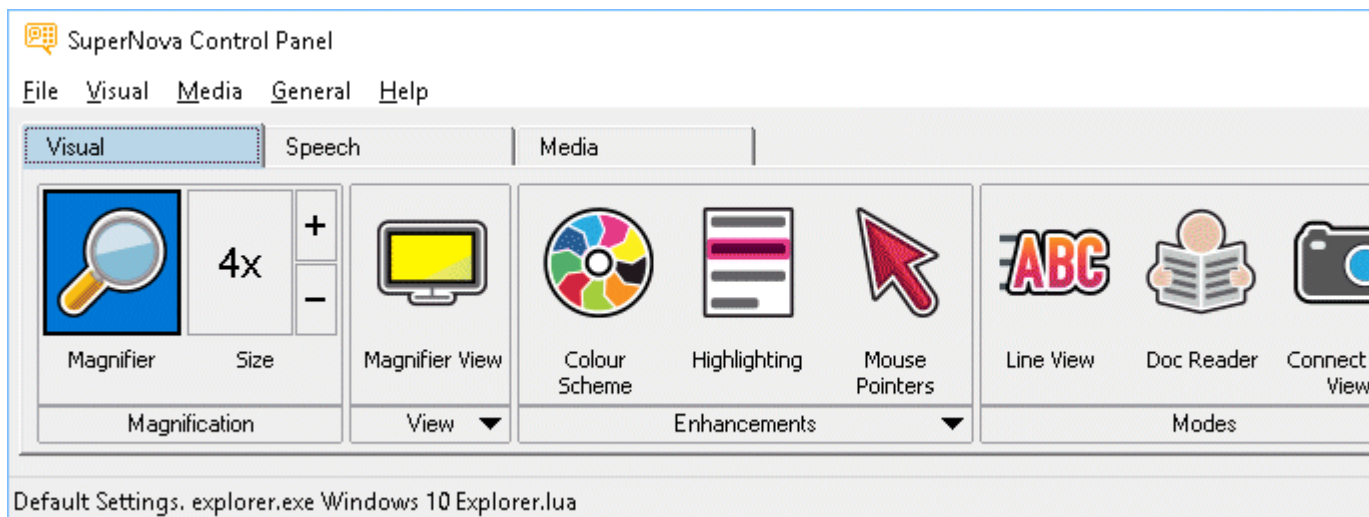 SuperNova Control Panel
File Visual Media General Help
Visual Speech Media
4x + −
Magnifier Size Magnifier View Colour Scheme Highlighting Mouse Pointers Line View Doc Reader Connect View
ABC
Magnification View Enhancements Modes
Default Settings. explorer.exe Windows 10 Explorer.lua